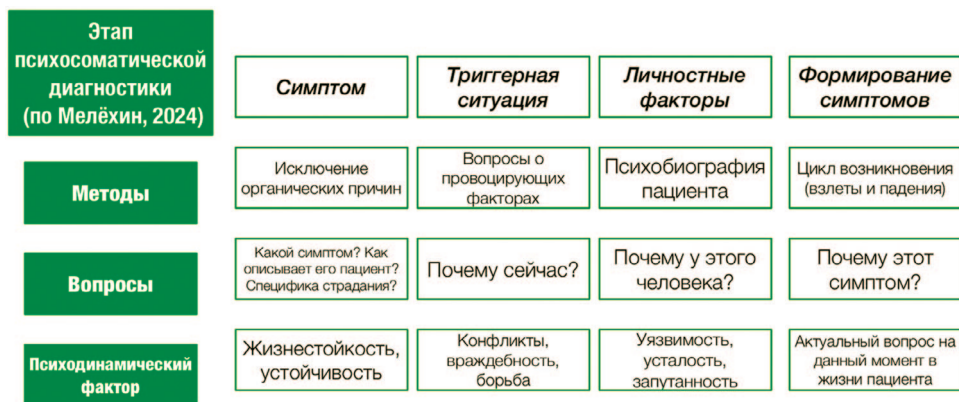 Этап
психосоматической
диагностики
(по Мелёхин, 2024)
Симптом
Триггерная
ситуация
Личностные
факторы
Формирование
симптомов
Методы
Исключение
органических причин
Вопросы о
провоцирующих
факторах
Психобиография
пациента
Цикл возникновения
(взлеты и падения)
Вопросы
Какой симптом? Как
описывает его пациент?
Специфика страдания?
Почему сейчас?
Почему у этого
человека?
Почему этот
симптом?
Психодинамический
фактор
Жизнестойкость,
устойчивость
Конфликты,
враждебность,
борьба
Уязвимость,
усталость,
запутанность
Актуальный вопрос на
данный момент в
жизни пациента